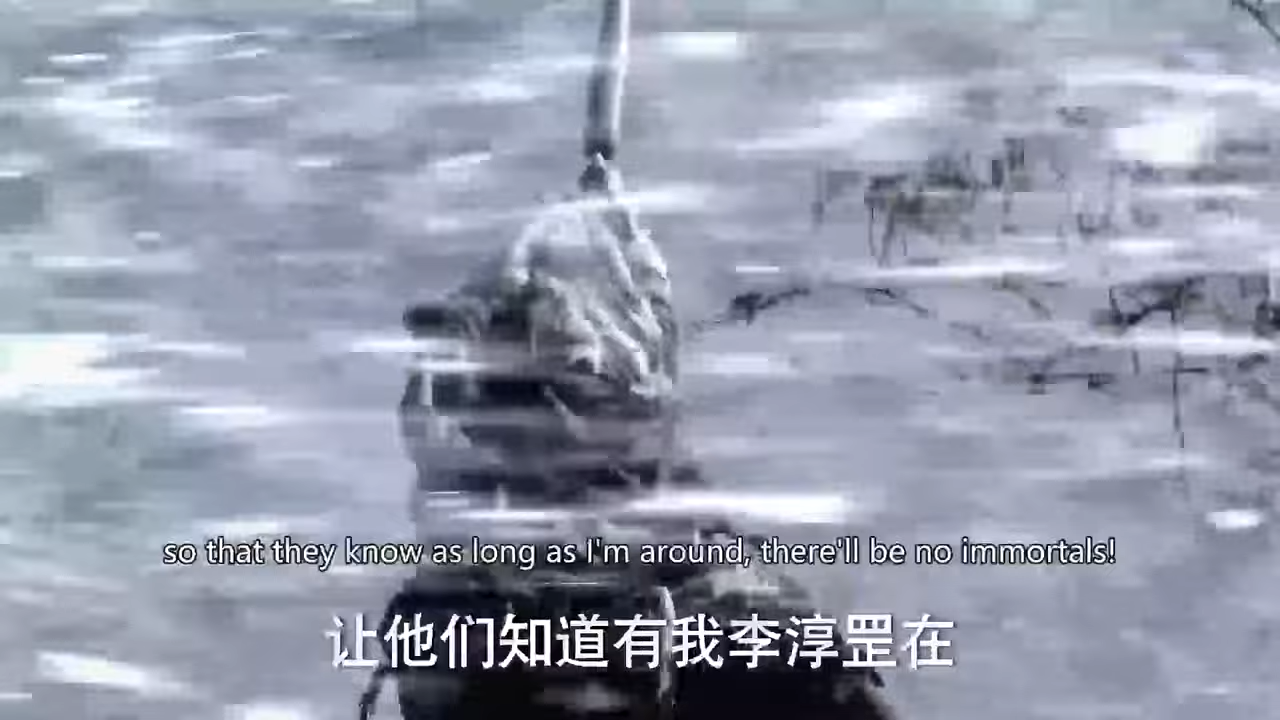 so that they know as long as I'm around, there'll be no immortals!
让他们知道有我李淳罡在